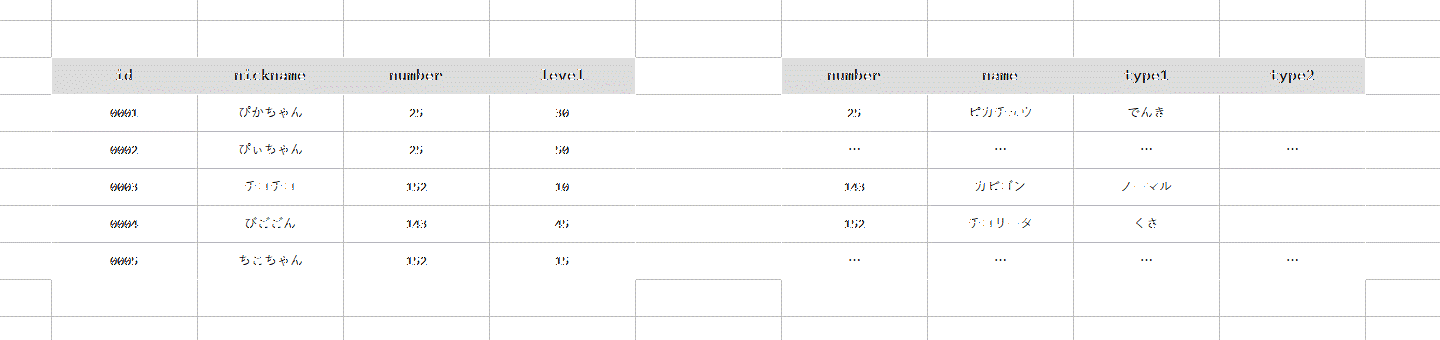 id nickname number level number name type1 type2
0001 ぴかちゃん 25 30 25 ピカチュウ でんき
0002 ぴぃちゃん 25 50 … … … …
0003 チコチコ 152 10 143 カビゴン ノーマル
0004 びごごん 143 45 152 チコリータ くさ
0005 ちこちゃん 152 15 … … … …